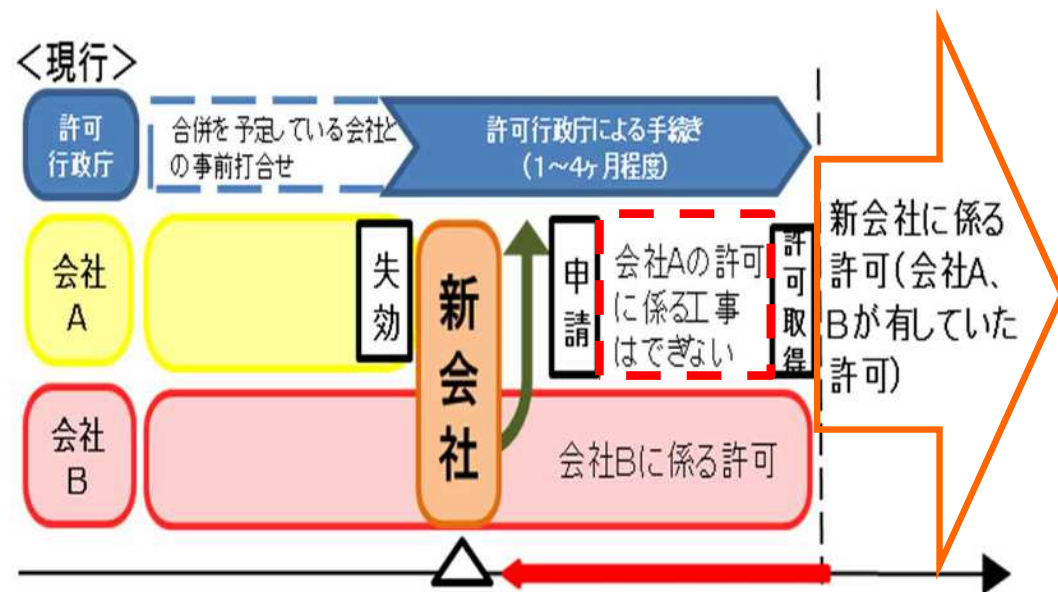 <現行>
許可
行政庁
合併を予定している会社と
の事前打合せ
許可行政庁による手続き
(1~4ヶ月程度)
会社
A
失効
新会社
申請
会社Aの許可
に係る工事
はできない
許可取得
新会社に係る
許可(会社A、
Bが有していた
許可)
会社
B
会社Bに係る許可